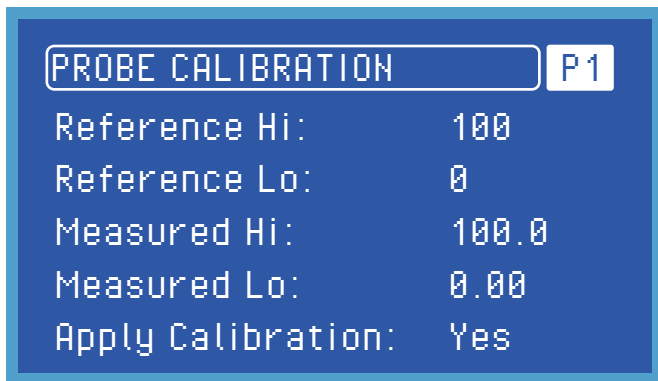 PROBE CALIBRATION P1
Reference Hi: 100
Reference Lo: 0
Measured Hi: 100.0
Measured Lo: 0.00
Apply Calibration: Yes